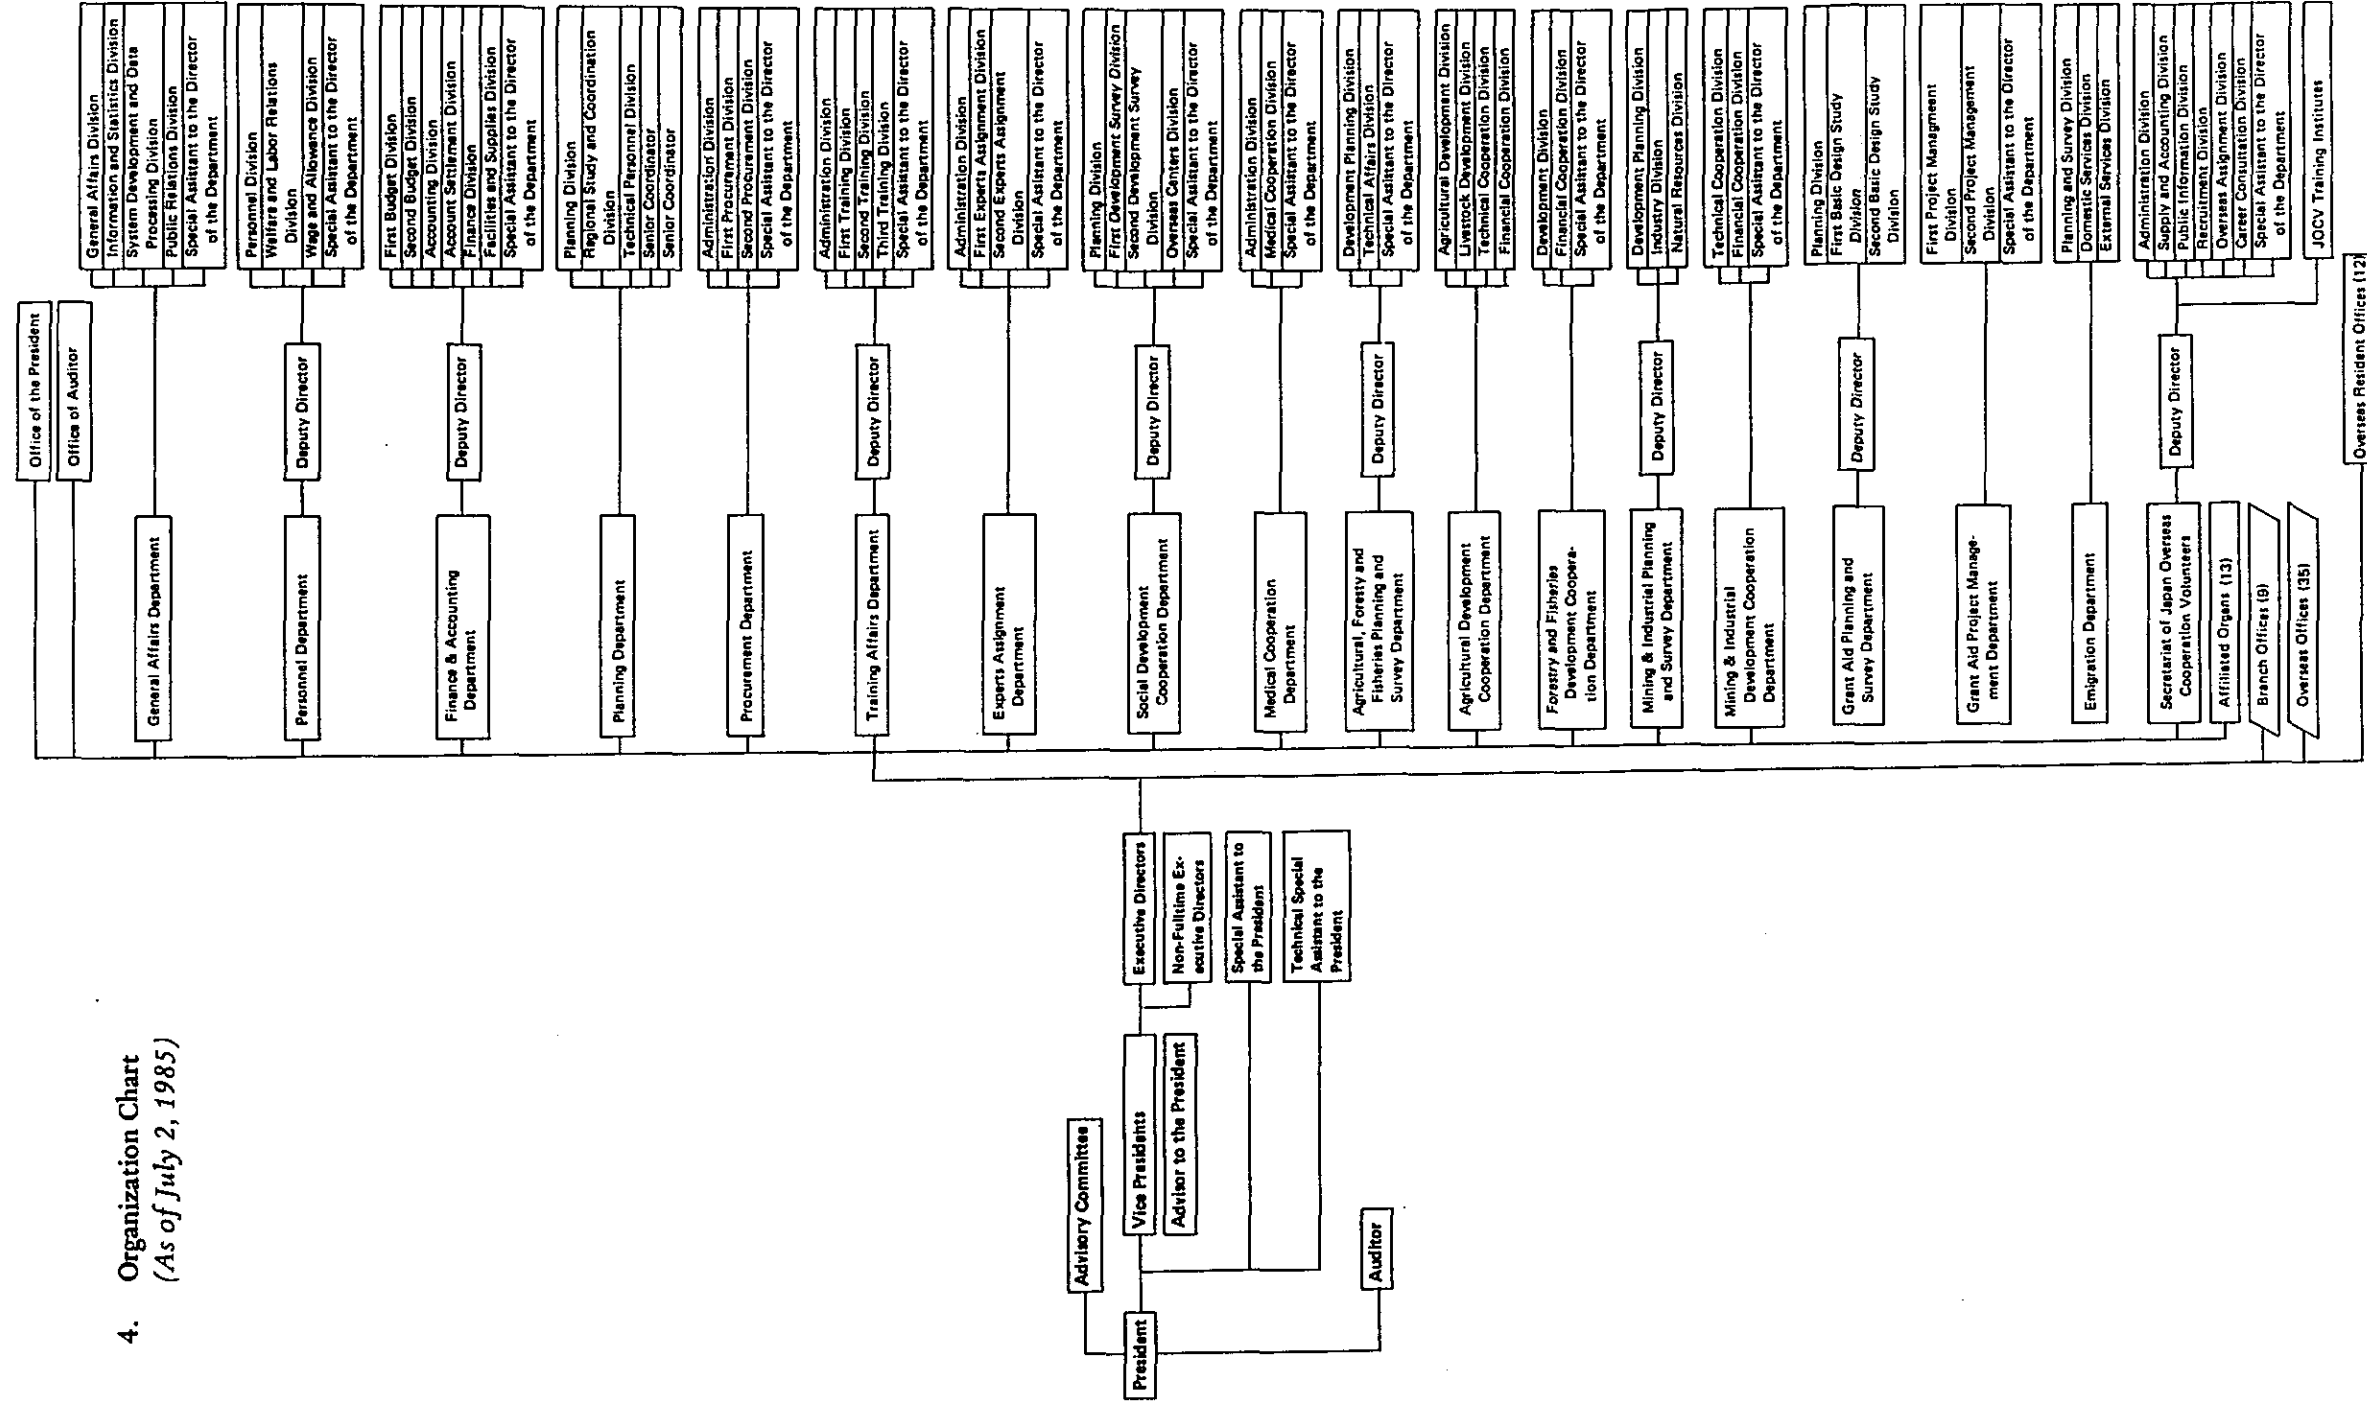 4. Organization Chart
(As of July 2, 1985)
President
Advisory Committee
Auditor
Vice Presidents
Advisor to the President
Executive Directors
Non-Fulltime Ex-
ecutive Directors
Special Assistant to
the President
Technical Special
Assistant to the
President
Office of the President
Office of Auditor
General Affairs Department
General Affairs Division
Information and Statistics Division
System Development and Data
Processing Division
Public Relations Division
Special Assistant to the Director
of the Department
Personnel Department
Deputy Director
Personnel Division
Welfare and Labor Relations
Division
Wage and Allowance Division
Special Assistant to the Director
of the Department
Finance & Accounting
Department
Deputy Director
First Budget Division
Second Budget Division
Accounting Division
Account Settlement Division
Finance Division
Facilities and Supplies Division
Special Assistant to the Director
of the Department
Planning Department
Planning Division
Regional Study and Coordination
Division
Technical Personnel Division
Senior Coordinator
Senior Coordinator
Procurement Department
Administration Division
First Procurement Division
Second Procurement Division
Special Assistant to the Director
of the Department
Training Affairs Department
Deputy Director
Administration Division
First Training Division
Second Training Division
Third Training Division
Special Assistant to the Director
of the Department
Experts Assignment
Department
Administration Division
First Experts Assignment Division
Second Experts Assignment
Division
Special Assistant to the Director
of the Department
Social Development
Cooperation Department
Deputy Director
Planning Division
First Development Survey Division
Second Development Survey
Division
Overseas Centers Division
Special Assistant to the Director
of the Department
Medical Cooperation
Department
Administration Division
Medical Cooperation Division
Special Assistant to the Director
of the Department
Agricultural, Foresty and
Fisheries Planning and
Survey Department
Deputy Director
Development Planning Division
Technical Affairs Division
Special Assistant to the Director
of the Department
Agricultural Development
Cooperation Department
Agricultural Development Division
Livestock Development Division
Technical Cooperation Division
Financial Cooperation Division
Forestry and Fisheries
Development Coopera-
tion Department
Development Division
Financial Cooperation Division
Special Assistant to the Director
of the Department
Mining & Industrial Planning
and Survey Department
Deputy Director
Development Planning Division
Industry Division
Natural Resources Division
Mining & Industrial
Development Cooperation
Department
Technical Cooperation Division
Financial Cooperation Division
Special Assistant to the Director
of the Department
Grant Aid Planning and
Survey Department
Deputy Director
Planning Division
First Basic Design Study
Division
Second Basic Design Study
Division
Grant Aid Project Manage-
ment Department
First Project Managment
Division
Second Project Management
Division
Special Assistant to the Director
of the Department
Emigration Department
Planning and Survey Division
Domestic Services Division
External Services Division
Secretariat of Japan Overseas
Cooperation Volunteers
Deputy Director
Administration Division
Supply and Accounting Division
Public Information Division
Recruitment Division
Overseas Assignment Division
Career Consultation Division
Special Assistant to the Director
of the Department
JOCV Training Institutes
Affiliated Organs (13)
Branch Offices (9)
Overseas Offices (35)
Overseas Resident Offices (12)